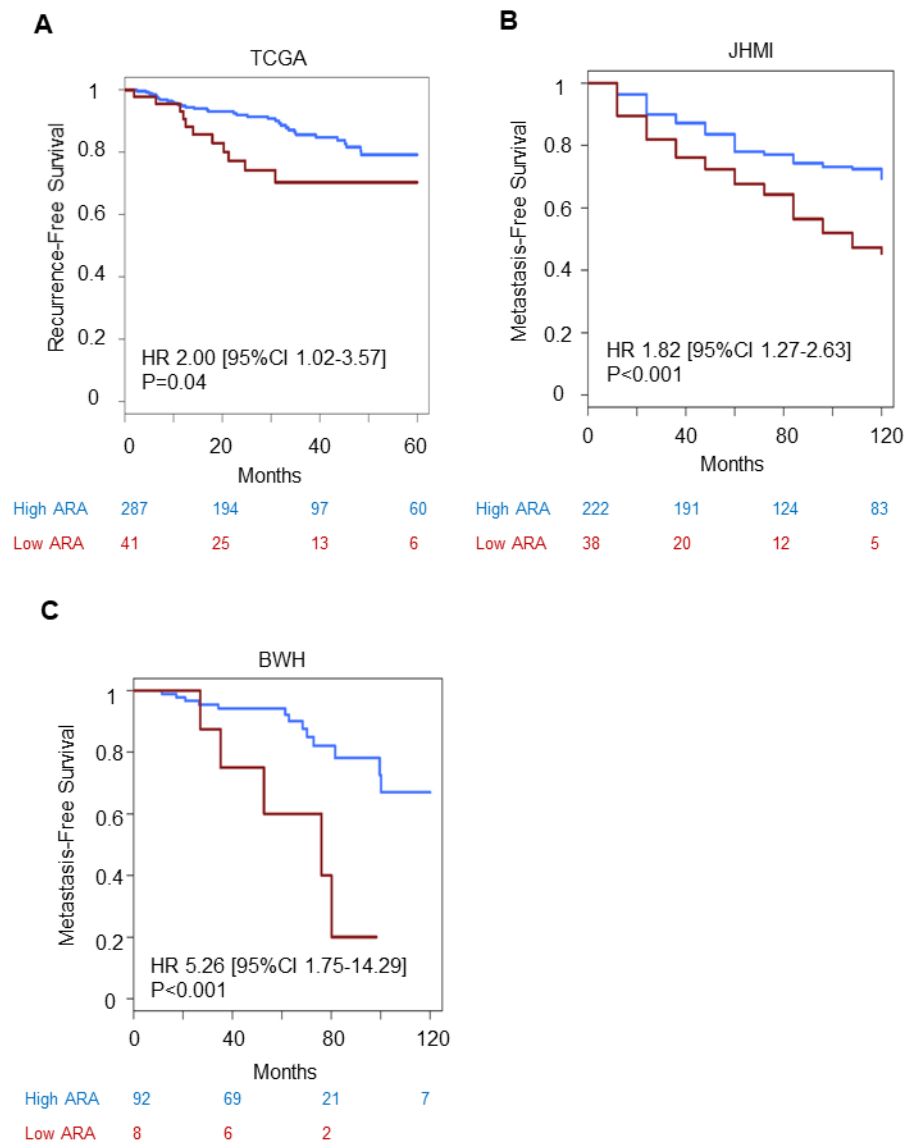 A
TCGA
Recurrence-Free Survival
1
0.8
0.6
0.4
0.2
0
HR 2.00 [95%CI 1.02-3.57]
P=0.04
0 20 40 60
Months
High ARA 287 194 97 60
Low ARA 41 25 13 6
B
JHMI
Metastasis-Free Survival
1
0.8
0.6
0.4
0.2
0
HR 1.82 [95%CI 1.27-2.63]
P<0.001
0 40 80 120
Months
High ARA 222 191 124 83
Low ARA 38 20 12 5
C
BWH
Metastasis-Free Survival
1
0.8
0.6
0.4
0.2
0
HR 5.26 [95%CI 1.75-14.29]
P<0.001
0 40 80 120
Months
High ARA 92 69 21 7
Low ARA 8 6 2